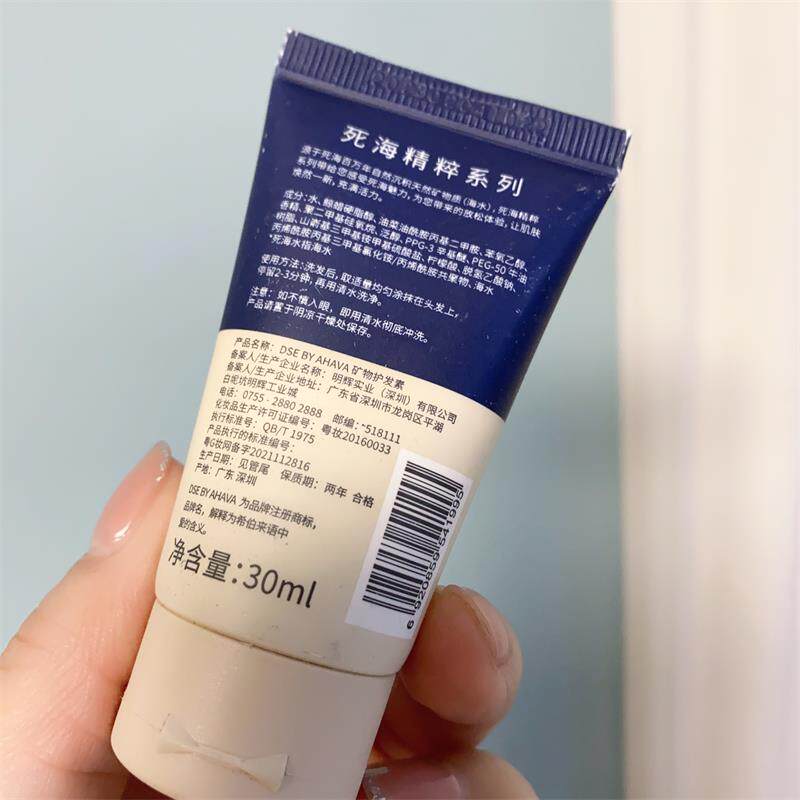 死海精粹系列
源于死海百万年自然沉积天然矿物质（海水），死海精粹
系列带给您感受死海魅力，为您带来的放松体验，让肌肤
焕然一新，充满活力。
成分：水、鲸蜡硬脂醇、油菜油酰胺丙基二甲胺、苯氧乙醇、
香精、聚二甲基硅氧烷、泛醇、PPG-3 辛基醚、PEG-50 牛油
树脂、山嵛基三甲基铵甲基硫酸盐、柠檬酸、脱氢乙酸钠、
丙烯酰胺丙基三甲基氯化铵/丙烯酰胺共聚物、海水
*死海水指海水
使用方法：洗发后，取适量均匀涂抹在头发上，
停留2-3分钟，再用清水洗净。
注意：如不慎入眼，即用清水彻底冲洗。
产品请置于阴凉干燥处保存。
产品名称：DSE BY AHAVA 矿物护发素
备案人/生产企业名称：明辉实业（深圳）有限公司
备案人/生产企业地址：广东省深圳市龙岗区平湖
白坭坑明辉工业城
电话：0755-2880 2888 邮编：518111
化妆品生产许可证编号：粤妆20160033
执行标准号：QB/T 1975
产品执行的标准编号：
粤G妆网备字2021112816
生产日期：见管尾 保质期：两年 合格
产地：广东 深圳
DSE BY AHAVA 为品牌注册商标，
品牌名，解释为希伯来语中
爱的含义。
净含量：30ml
6 920859 541995